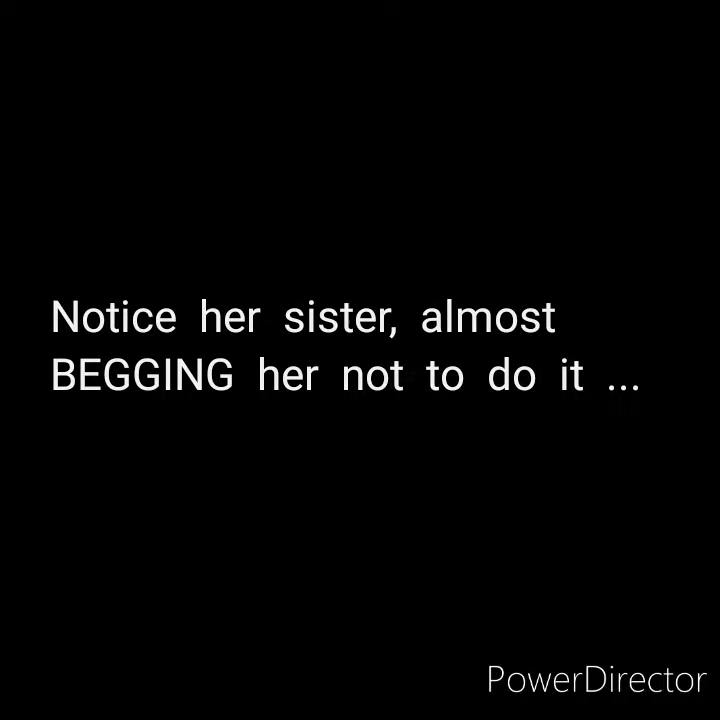 Notice her sister, almost
BEGGING her not to do it ...
PowerDirector